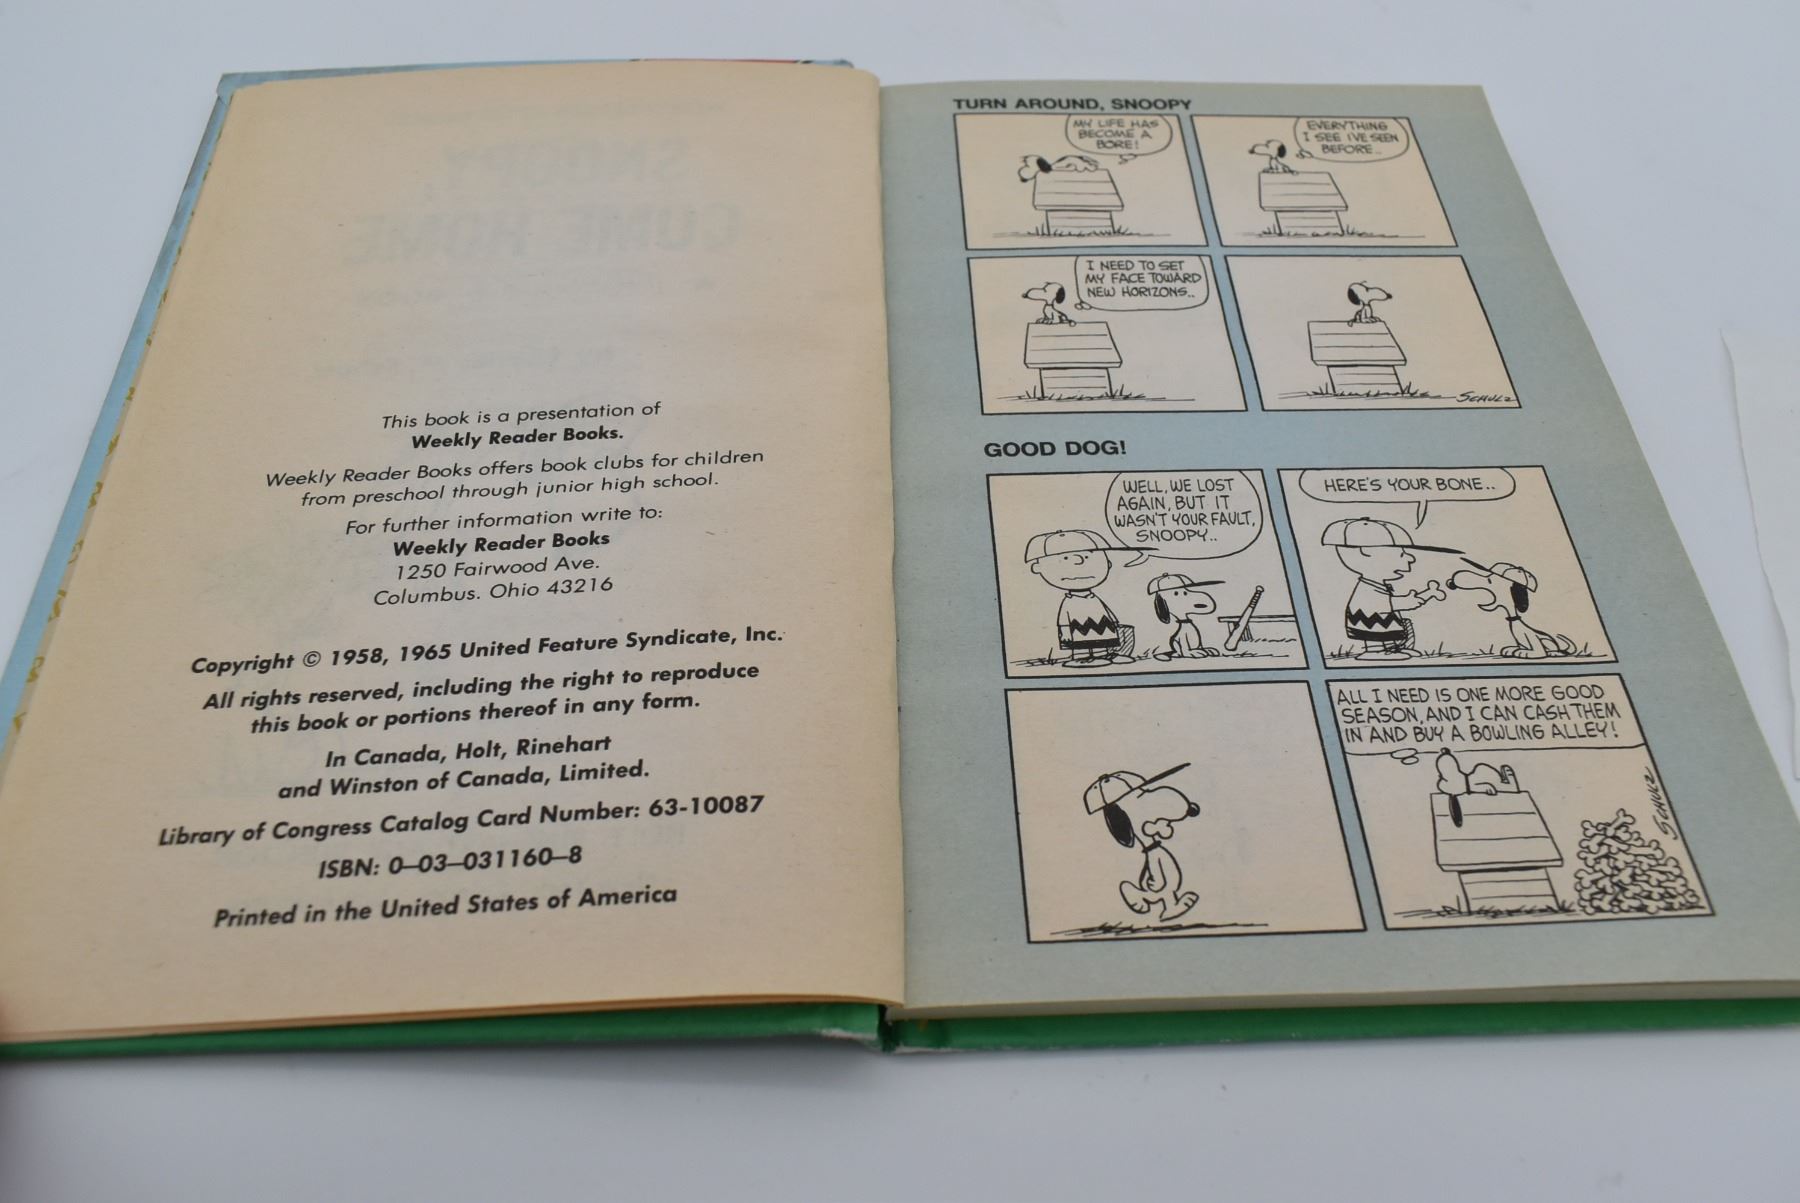 This book is a presentation of
Weekly Reader Books.
Weekly Reader Books offers book clubs for children
from preschool through junior high school.
For further information write to:
Weekly Reader Books
1250 Fairwood Ave.
Columbus. Ohio 43216
Copyright © 1958, 1965 United Feature Syndicate, Inc.
All rights reserved, including the right to reproduce
this book or portions thereof in any form.
In Canada, Holt, Rinehart
and Winston of Canada, Limited.
Library of Congress Catalog Card Number: 63-10087
ISBN: 0-03-031160-8
Printed in the United States of America
TURN AROUND, SNOOPY
MY LIFE HAS
BECOME A
BORE!
EVERYTHING
I SEE I'VE SEEN
BEFORE..
I NEED TO SET
MY FACE TOWARD
NEW HORIZONS..
SCHULZ
GOOD DOG!
WELL, WE LOST
AGAIN, BUT IT
WASN'T YOUR FAULT,
SNOOPY..
HERE'S YOUR BONE..
ALL I NEED IS ONE MORE GOOD
SEASON, AND I CAN CASH THEM
IN AND BUY A BOWLING ALLEY!
SCHULZ